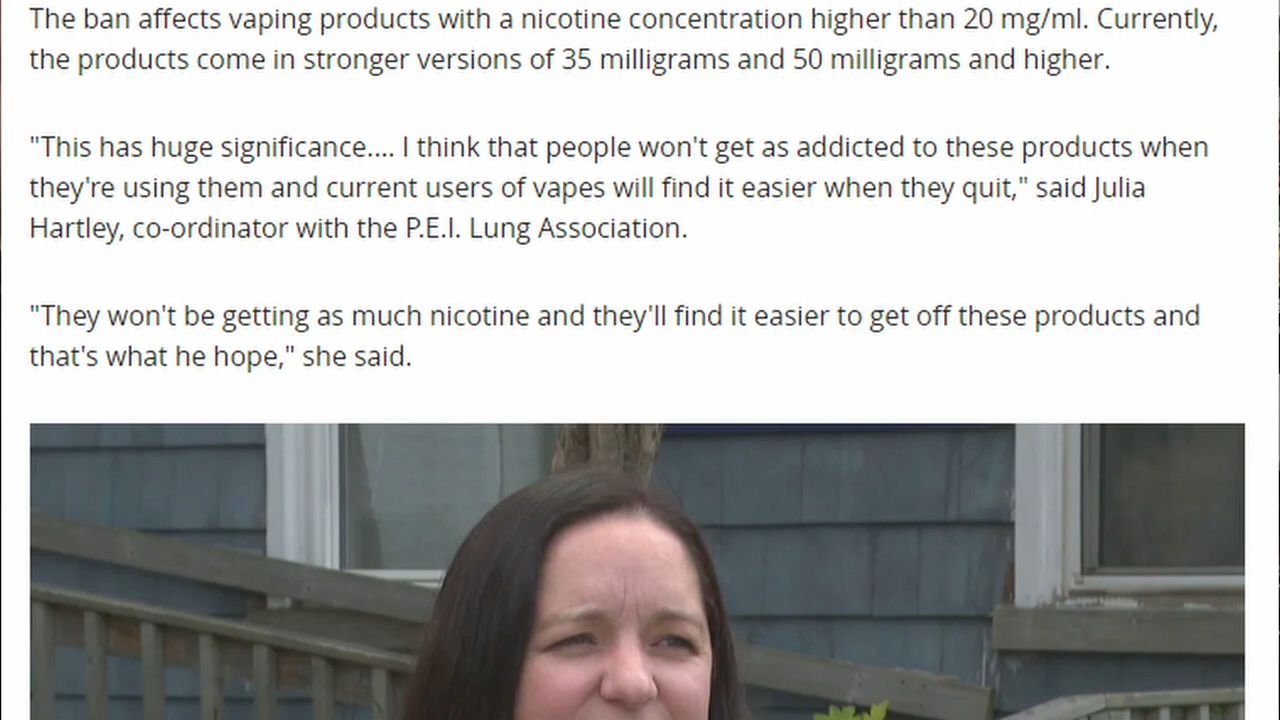 The ban affects vaping products with a nicotine concentration higher than 20 mg/ml. Currently,
the products come in stronger versions of 35 milligrams and 50 milligrams and higher.
"This has huge significance.... I think that people won't get as addicted to these products when
they're using them and current users of vapes will find it easier when they quit," said Julia
Hartley, co-ordinator with the P.E.I. Lung Association.
"They won't be getting as much nicotine and they'll find it easier to get off these products and
that's what he hope," she said.